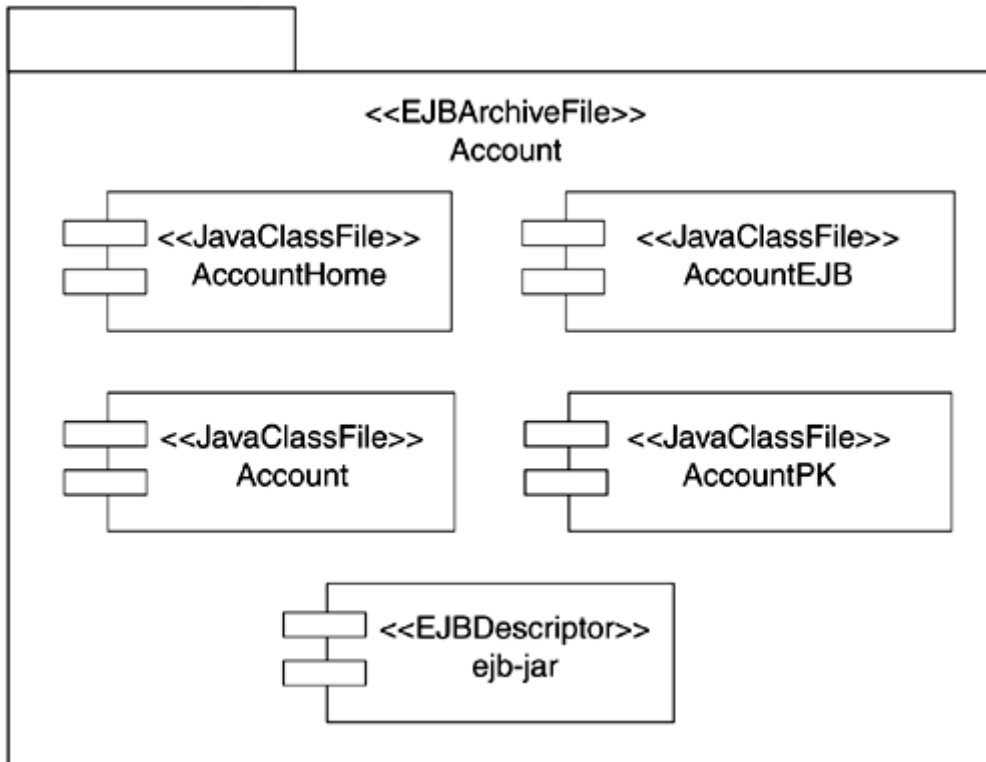 <<EJBArchiveFile>>
Account
<<JavaClassFile>>
AccountHome
<<JavaClassFile>>
AccountEJB
<<JavaClassFile>>
Account
<<JavaClassFile>>
AccountPK
<<EJBDescriptor>>
ejb-jar